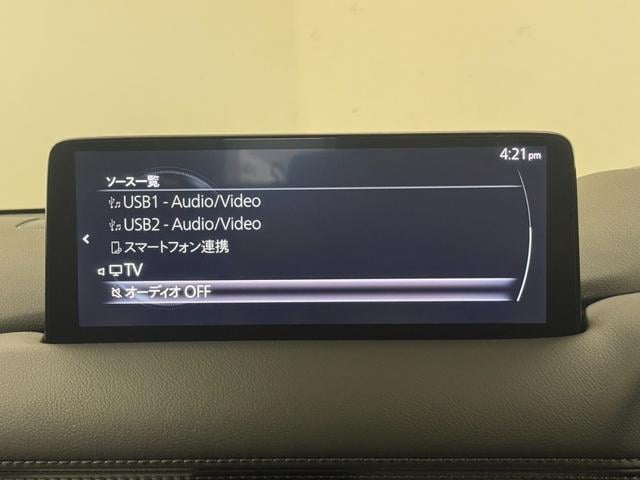 4:21 pm
ソース一覧
USB1 - Audio/Video
USB2 - Audio/Video
スマートフォン連携
TV
オーディオ OFF